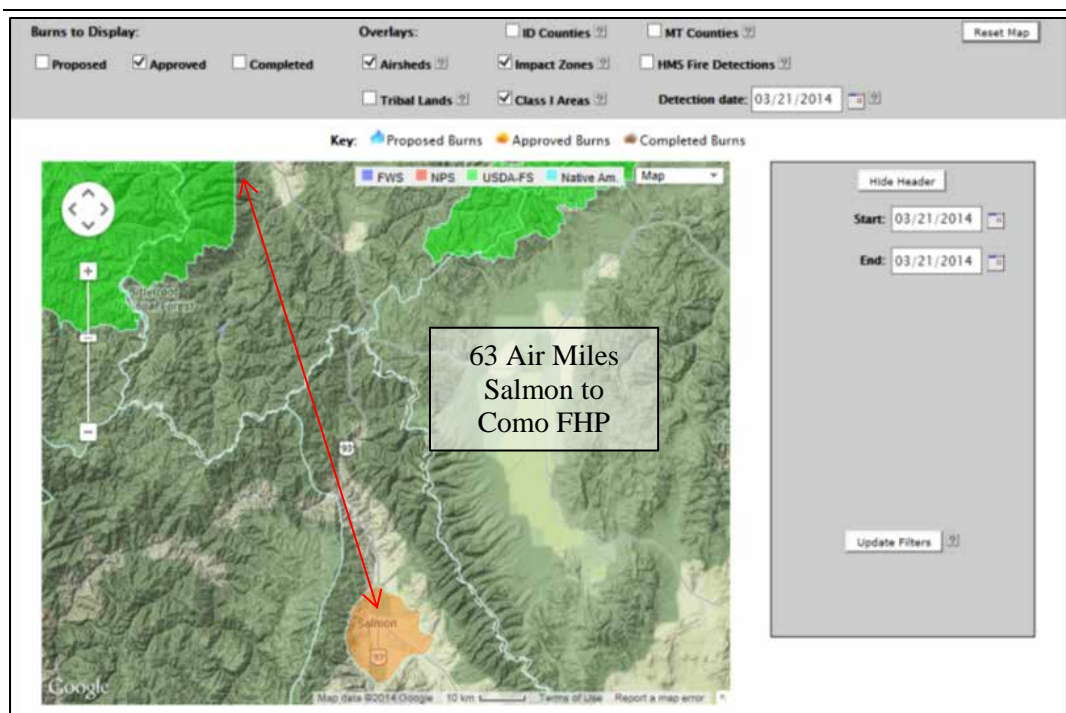 Burns to Display: Overlays: ID Counties MT Counties Reset Map
Proposed Approved Completed Airsheds Impact Zones HMS Fire Detections
Tribal Lands Class I Areas Detection date: 03/21/2014
Key: Proposed Burns Approved Burns Completed Burns
FWS NPS USDA-FS Native Am. Map
Hide Header
Start: 03/21/2014
End: 03/21/2014
63 Air Miles
Salmon to
Como FHP
93
Update Filters
Salmon
93
Google Map data ©2014 Google 10 km Terms of Use Report a map error